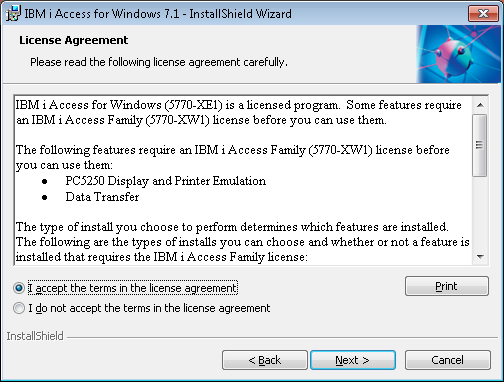 IBM i Access for Windows 7.1 - InstallShield Wizard
License Agreement
Please read the following license agreement carefully.
IBM i Access for Windows (5770-XE1) is a licensed program. Some features require
an IBM i Access Family (5770-XW1) license before you can use them.
The following features require an IBM i Access Family (5770-XW1) license before
you can use them:
● PC5250 Display and Printer Emulation
● Data Transfer
The type of install you choose to perform determines which features are installed.
The following are the types of installs you can choose and whether or not a feature is
installed that requires the IBM i Access Family license:
I accept the terms in the license agreement
Print
I do not accept the terms in the license agreement
InstallShield
< Back
Next >
Cancel